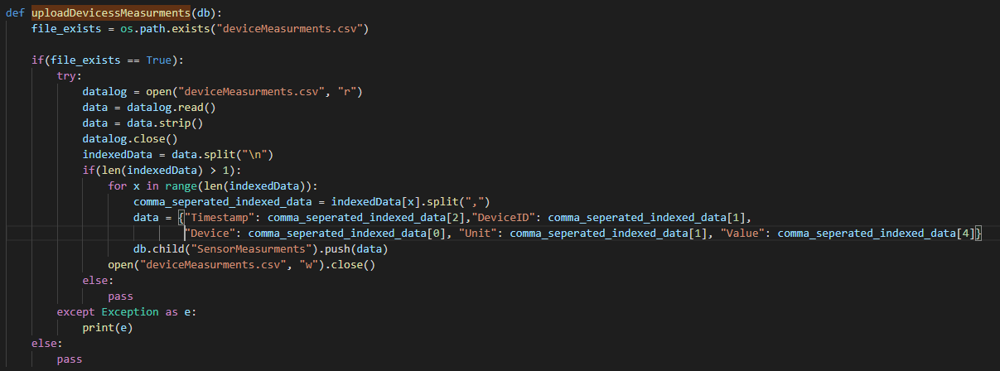 def uploadDevicessMeasurments(db):
    file_exists = os.path.exists("deviceMeasurments.csv")
    if(file_exists == True):
        try:
            datalog = open("deviceMeasurments.csv", "r")
            data = datalog.read()
            data = data.strip()
            datalog.close()
            indexedData = data.split("\n")
            if(len(indexedData) > 1):
                for x in range(len(indexedData)):
                    comma_seperated_indexed_data = indexedData[x].split(",")
                    data = {"Timestamp": comma_seperated_indexed_data[2],"DeviceID": comma_seperated_indexed_data[1],
                            "Device": comma_seperated_indexed_data[0], "Unit": comma_seperated_indexed_data[1], "Value": comma_seperated_indexed_data[4]}
                    db.child("SensorMeasurments").push(data)
                open("deviceMeasurments.csv", "w").close()
            else:
                pass
        except Exception as e:
            print(e)
    else:
        pass